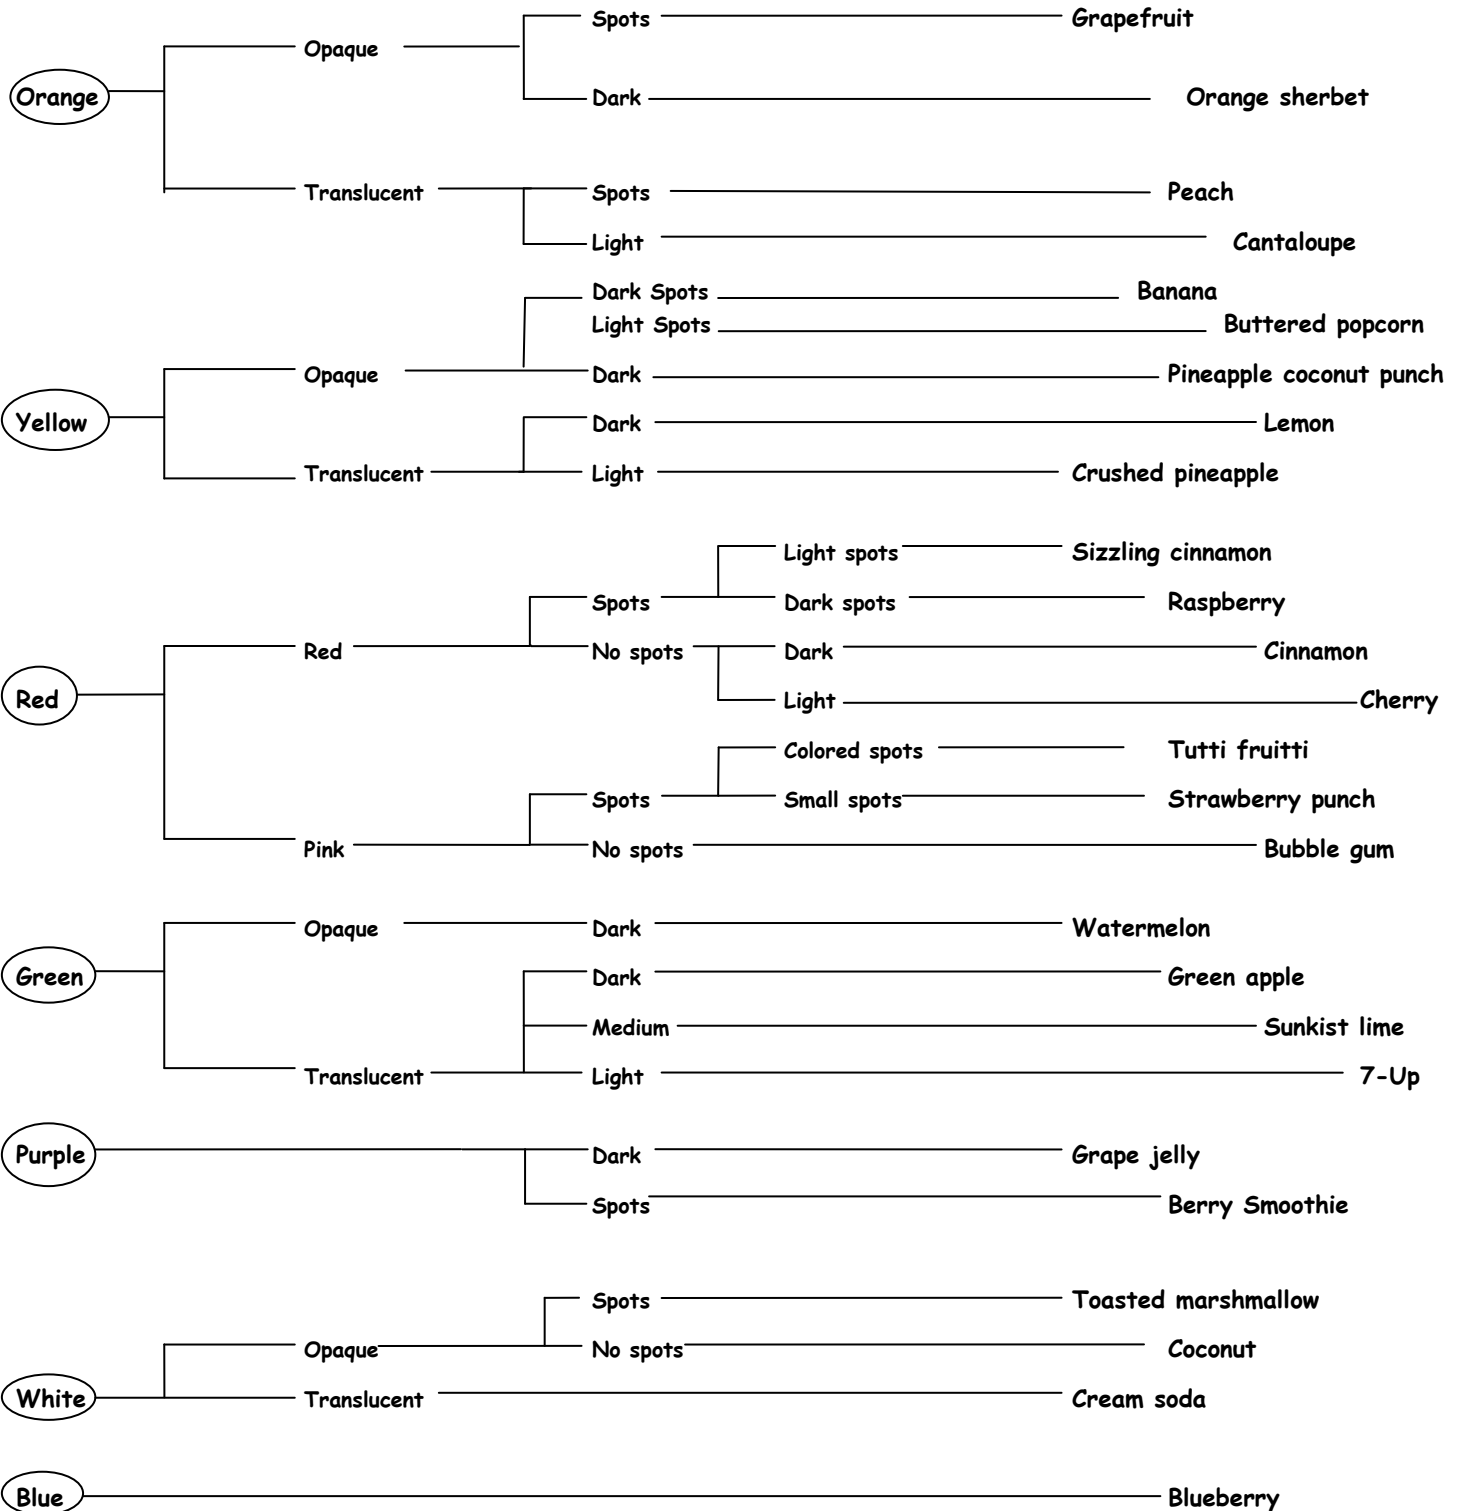 Spots Grapefruit
Opaque
Orange Dark Orange sherbet
Translucent Spots Peach
Light Cantaloupe
Dark Spots Banana
Light Spots Buttered popcorn
Opaque Dark Pineapple coconut punch
Yellow Dark Lemon
Translucent Light Crushed pineapple
Light spots Sizzling cinnamon
Spots Dark spots Raspberry
Red No spots Dark Cinnamon
Red Light Cherry
Colored spots Tutti fruitti
Spots Small spots Strawberry punch
Pink No spots Bubble gum
Opaque Dark Watermelon
Green Dark Green apple
Medium Sunkist lime
Translucent Light 7-Up
Purple Dark Grape jelly
Spots Berry Smoothie
Spots Toasted marshmallow
Opaque No spots Coconut
White Translucent Cream soda
Blue Blueberry